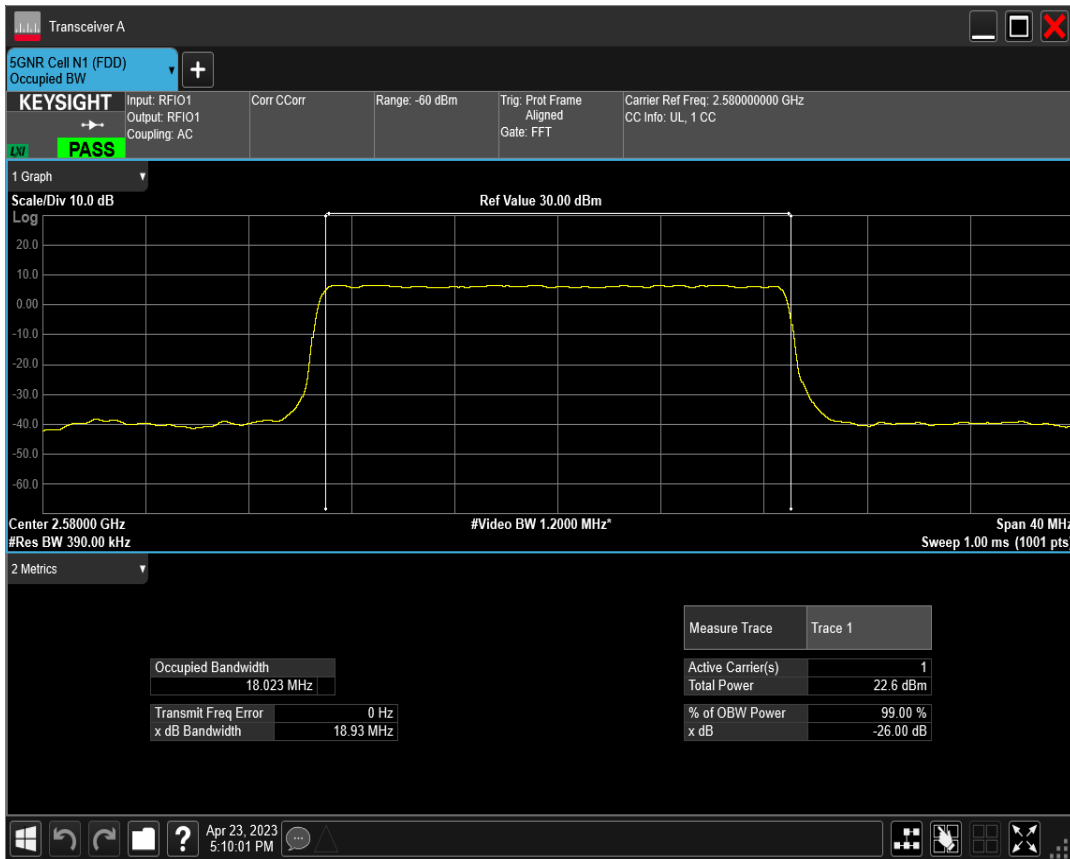 Transceiver A
5GNR Cell N1 (FDD)
Occupied BW
KEYSIGHT
LXI
PASS
Input: RFIO1
Output: RFIO1
Coupling: AC
Corr CCorr
Range: -60 dBm
Trig: Prot Frame
Aligned
Gate: FFT
Carrier Ref Freq: 2.580000000 GHz
CC Info: UL, 1 CC
1 Graph
Scale/Div 10.0 dB
Ref Value 30.00 dBm
Log
20.0
10.0
0.00
-10.0
-20.0
-30.0
-40.0
-50.0
-60.0
Center 2.58000 GHz
#Video BW 1.2000 MHz*
Span 40 MHz
#Res BW 390.00 kHz
Sweep 1.00 ms (1001 pts)
2 Metrics
Measure Trace Trace 1
Occupied Bandwidth
18.023 MHz
Active Carrier(s) 1
Total Power 22.6 dBm
Transmit Freq Error 0 Hz
x dB Bandwidth 18.93 MHz
% of OBW Power 99.00 %
x dB -26.00 dB
Apr 23, 2023
5:10:01 PM